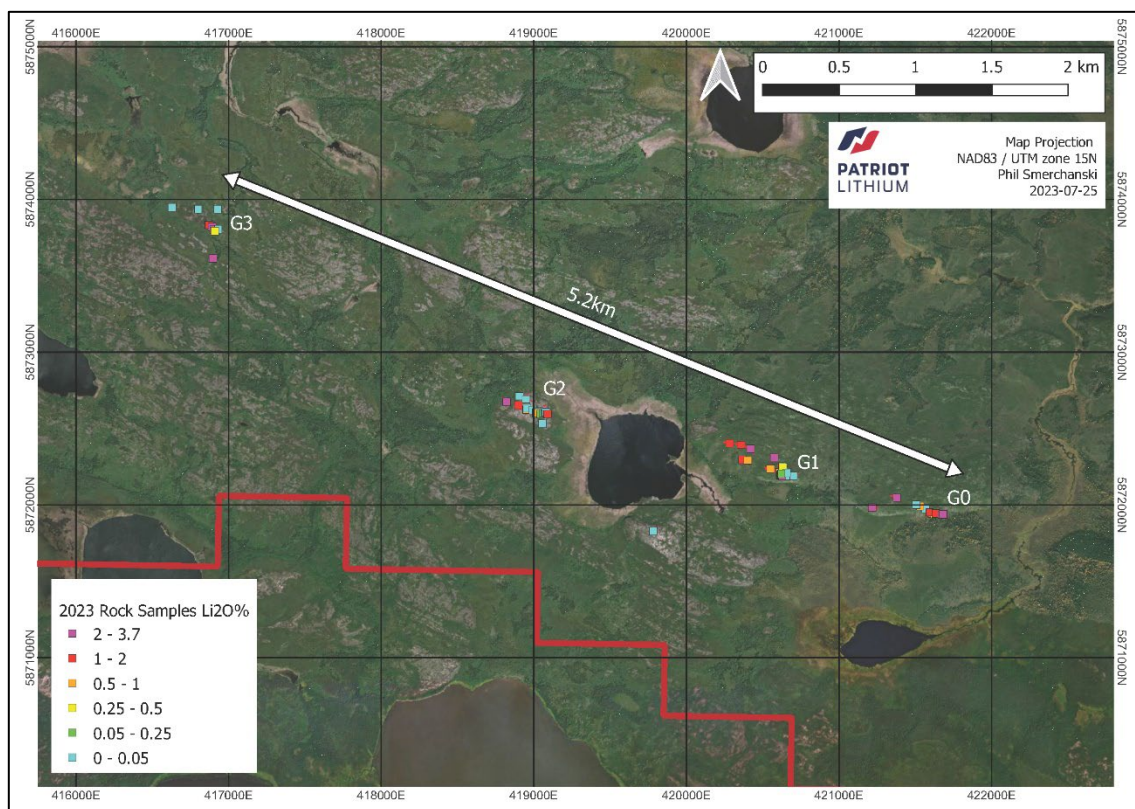 416000E 417000E 418000E 419000E 420000E 421000E 422000E
5875000N
5875000N
0 0.5 1 1.5 2 km
PATRIOT
LITHIUM
Map Projection
NAD83 / UTM zone 15N
Phil Smerchanski
2023-07-25
5874000N
5874000N
G3
5.2km
5873000N
5873000N
G2
G1
G0
5872000N
5872000N
2023 Rock Samples Li2O%
2 - 3.7
1 - 2
0.5 - 1
0.25 - 0.5
0.05 - 0.25
0 - 0.05
5871000N
5871000N
416000E 417000E 418000E 419000E 420000E 421000E 422000E